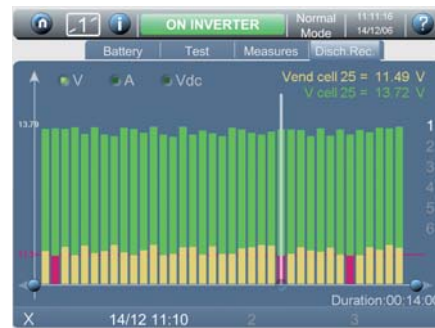 1 i ON INVERTER Normal Mode 11:11:16 14/12/06 ?
Battery Test Measures Disch.Rec.
V A Vdc Vend cell 25 = 11.49 V
V cell 25 = 13.72 V
13.79
1
2
3
4
5
6
Duration:00:14:00
X 14/12 11:10 2 3